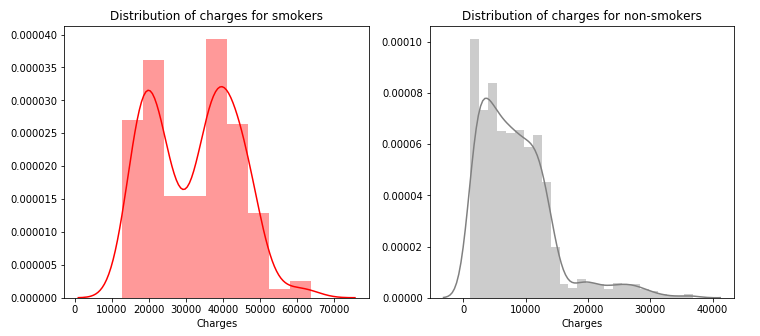 Distribution of charges for smokers
0.000040
0.000035
0.000030
0.000025
0.000020
0.000015
0.000010
0.000005
0.000000
0 10000 20000 30000 40000 50000 60000 70000
Charges
Distribution of charges for non-smokers
0.00010
0.00008
0.00006
0.00004
0.00002
0.00000
0 10000 20000 30000 40000
Charges